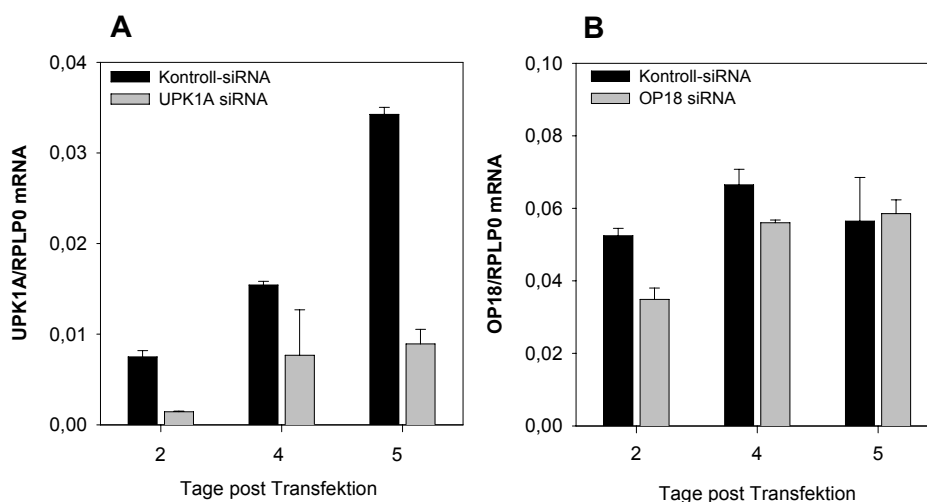 A
UPK1A/RPLP0 mRNA
0,04
0,03
0,02
0,01
0,00
Kontroll-siRNA
UPK1A siRNA
2 4 5
Tage post Transfektion
B
OP18/RPLP0 mRNA
0,10
0,08
0,06
0,04
0,02
0,00
Kontroll-siRNA
OP18 siRNA
2 4 5
Tage post Transfektion